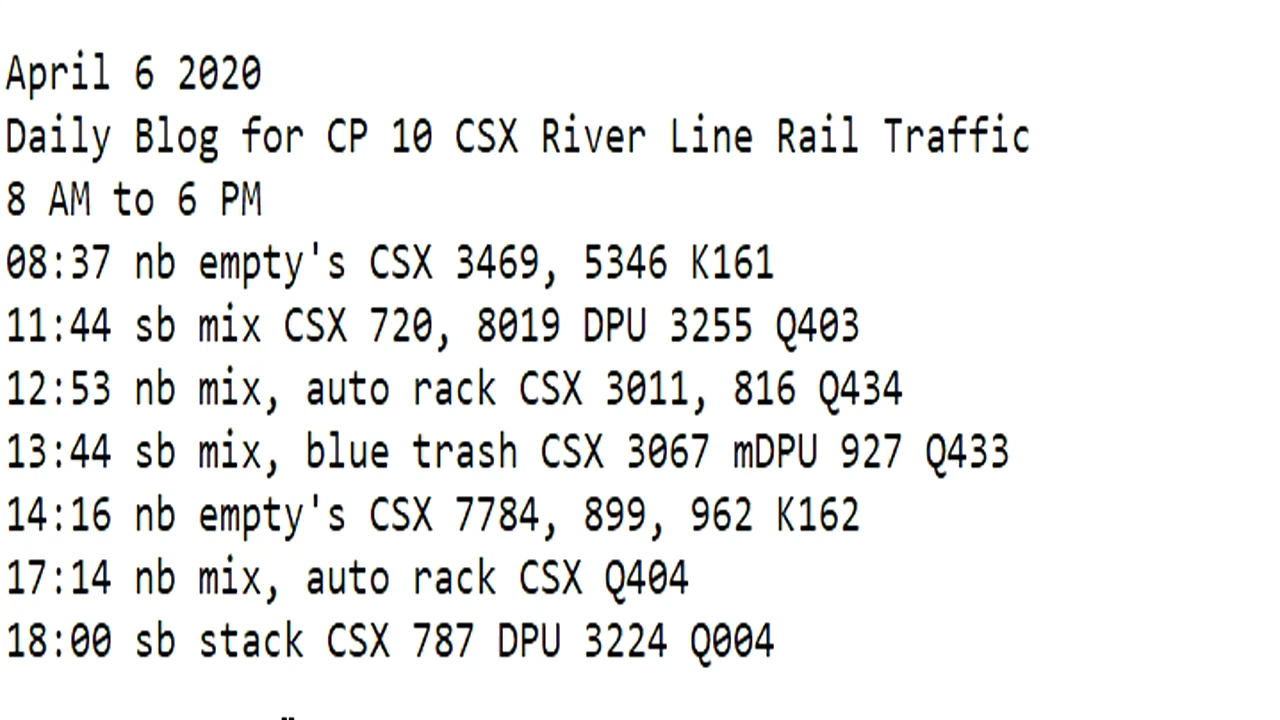 April 6 2020
Daily Blog for CP 10 CSX River Line Rail Traffic
8 AM to 6 PM
08:37 nb empty's CSX 3469, 5346 K161
11:44 sb mix CSX 720, 8019 DPU 3255 Q403
12:53 nb mix, auto rack CSX 3011, 816 Q434
13:44 sb mix, blue trash CSX 3067 mDPU 927 Q433
14:16 nb empty's CSX 7784, 899, 962 K162
17:14 nb mix, auto rack CSX Q404
18:00 sb stack CSX 787 DPU 3224 Q004